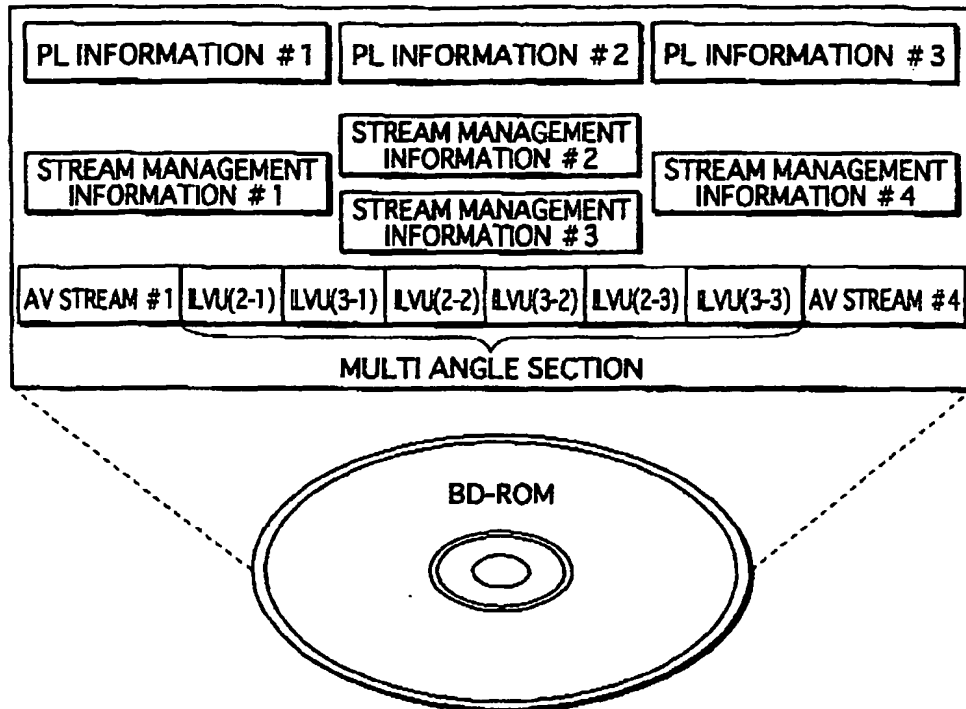 PL INFORMATION #1 PL INFORMATION #2 PL INFORMATION #3
STREAM MANAGEMENT
INFORMATION #1
STREAM MANAGEMENT
INFORMATION #2
STREAM MANAGEMENT
INFORMATION #3
STREAM MANAGEMENT
INFORMATION #4
AV STREAM #1 ILVU(2-1) ILVU(3-1) ILVU(2-2) ILVU(3-2) ILVU(2-3) ILVU(3-3) AV STREAM #4
MULTI ANGLE SECTION
BD-ROM